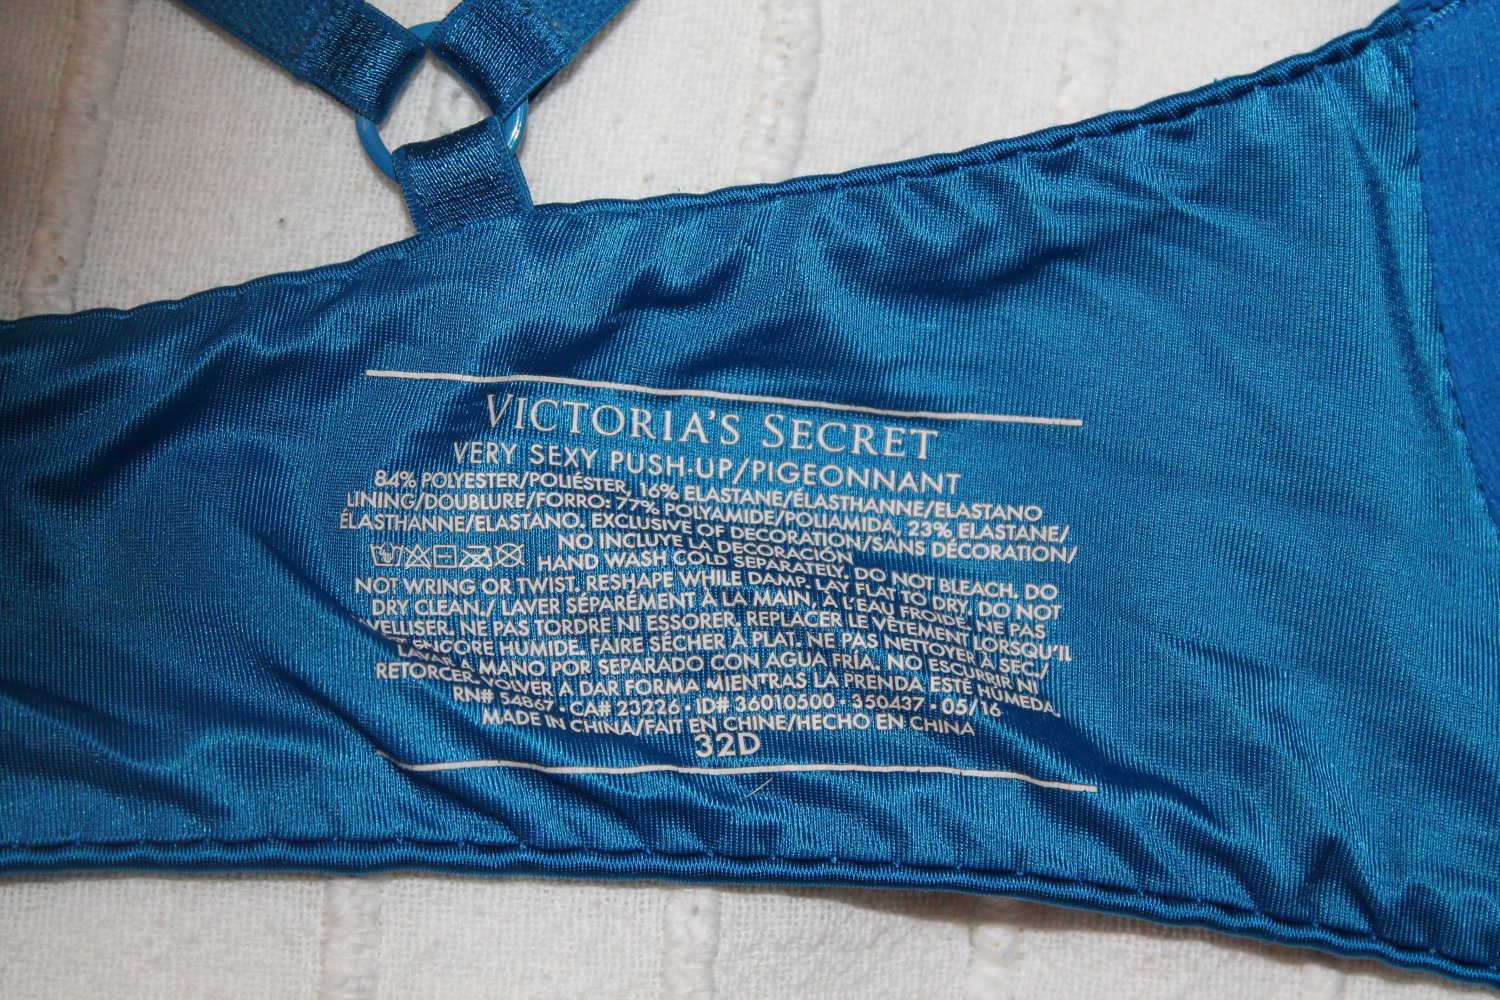 VICTORIA'S SECRET
VERY SEXY PUSH-UP/PIGEONNANT
84% POLYESTER/POLIÉSTER, 16% ELASTANE/ÉLASTHANNE/ELASTANO
LINING/DOUBLURE/FORRO: 77% POLYAMIDE/POLIAMIDA, 23% ELASTANE/
ÉLASTHANNE/ELASTANO. EXCLUSIVE OF DECORATION/SANS DÉCORATION/
NO INCLUYE LA DECORACIÓN
HAND WASH COLD SEPARATELY. DO NOT BLEACH. DO
NOT WRING OR TWIST. RESHAPE WHILE DAMP. LAY FLAT TO DRY. DO NOT
DRY CLEAN./ LAVER SÉPARÉMENT À LA MAIN, À L'EAU FROIDE. NE PAS
NE PAS TORDRE NI ESSORER. REPLACER LE VÊTEMENT LORSQU'IL
ENCORE HUMIDE. FAIRE SÉCHER À PLAT. NE PAS NETTOYER À SEC./
LAVAR A MANO POR SEPARADO CON AGUA FRÍA. NO ESCURRIR NI
RETORCER. VOLVER A DAR FORMA MIENTRAS LA PRENDA ESTÉ HÚMEDA.
RN# 54867 · CA# 23226 · ID# 36010500 · 350437 · 05/16
MADE IN CHINA/FAIT EN CHINE/HECHO EN CHINA
32D